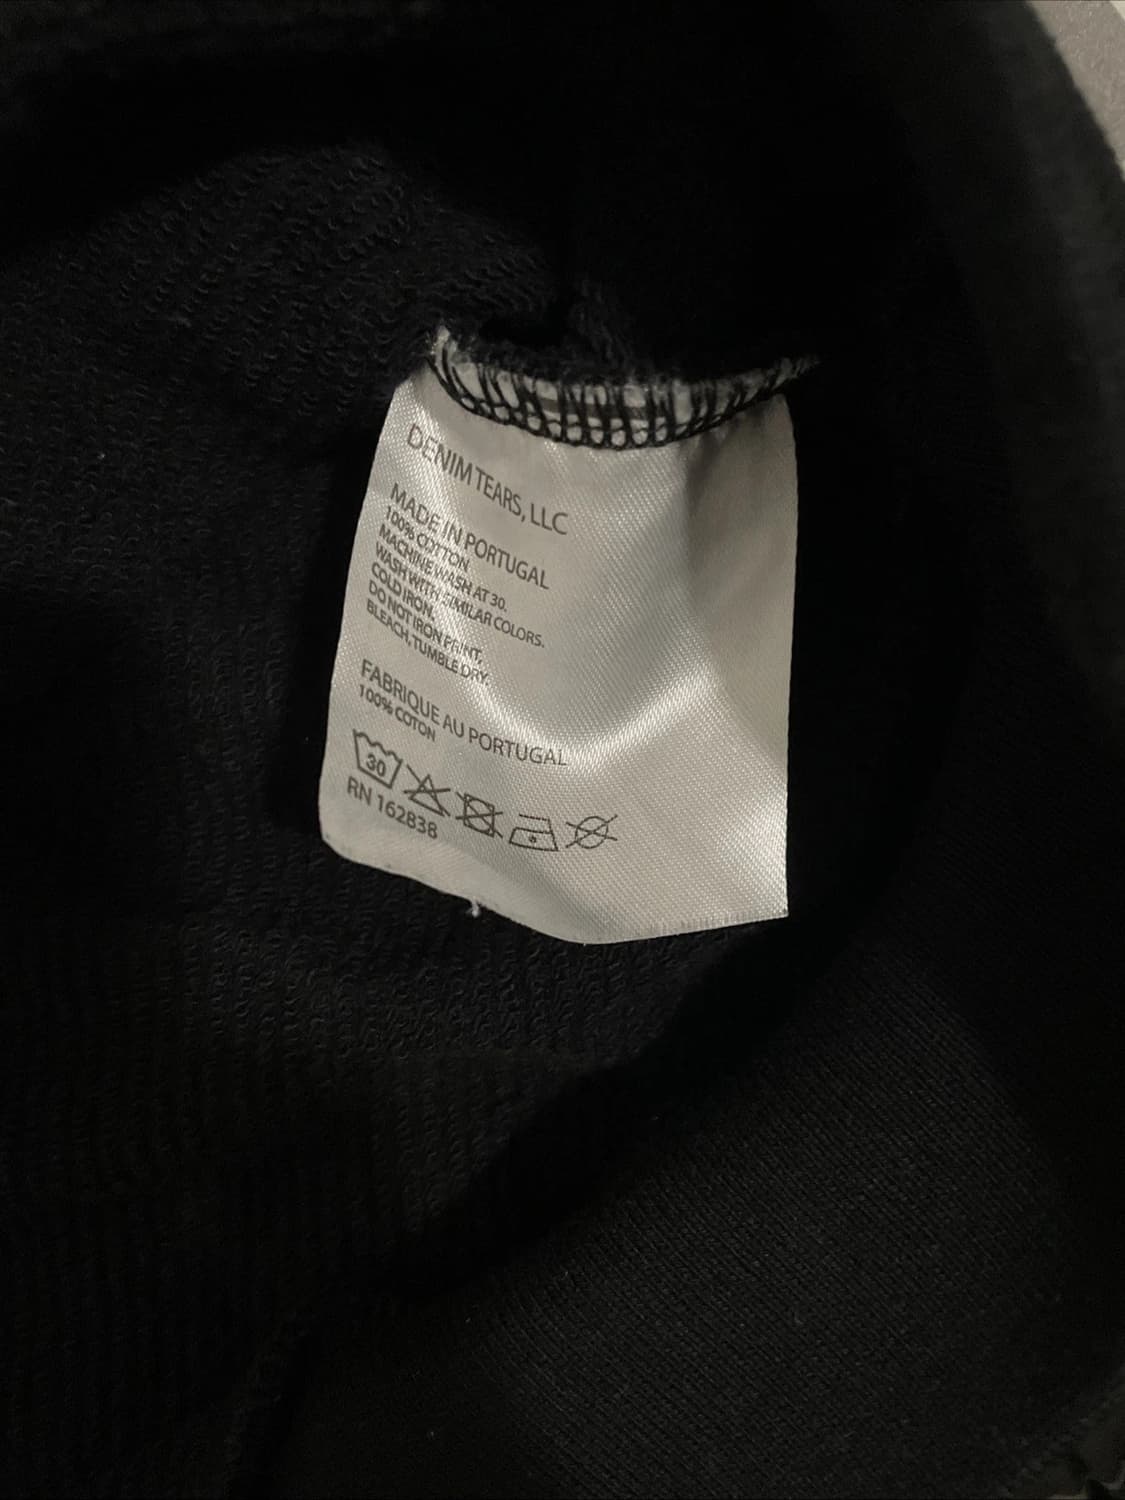 DENIM TEARS, LLC
MADE IN PORTUGAL
100% COTTON
MACHINE WASH AT 30.
WASH WITH SIMILAR COLORS.
COLD IRON.
DO NOT IRON PRINT,
BLEACH, TUMBLE DRY.
FABRIQUE AU PORTUGAL
100% COTON
30
RN 162838